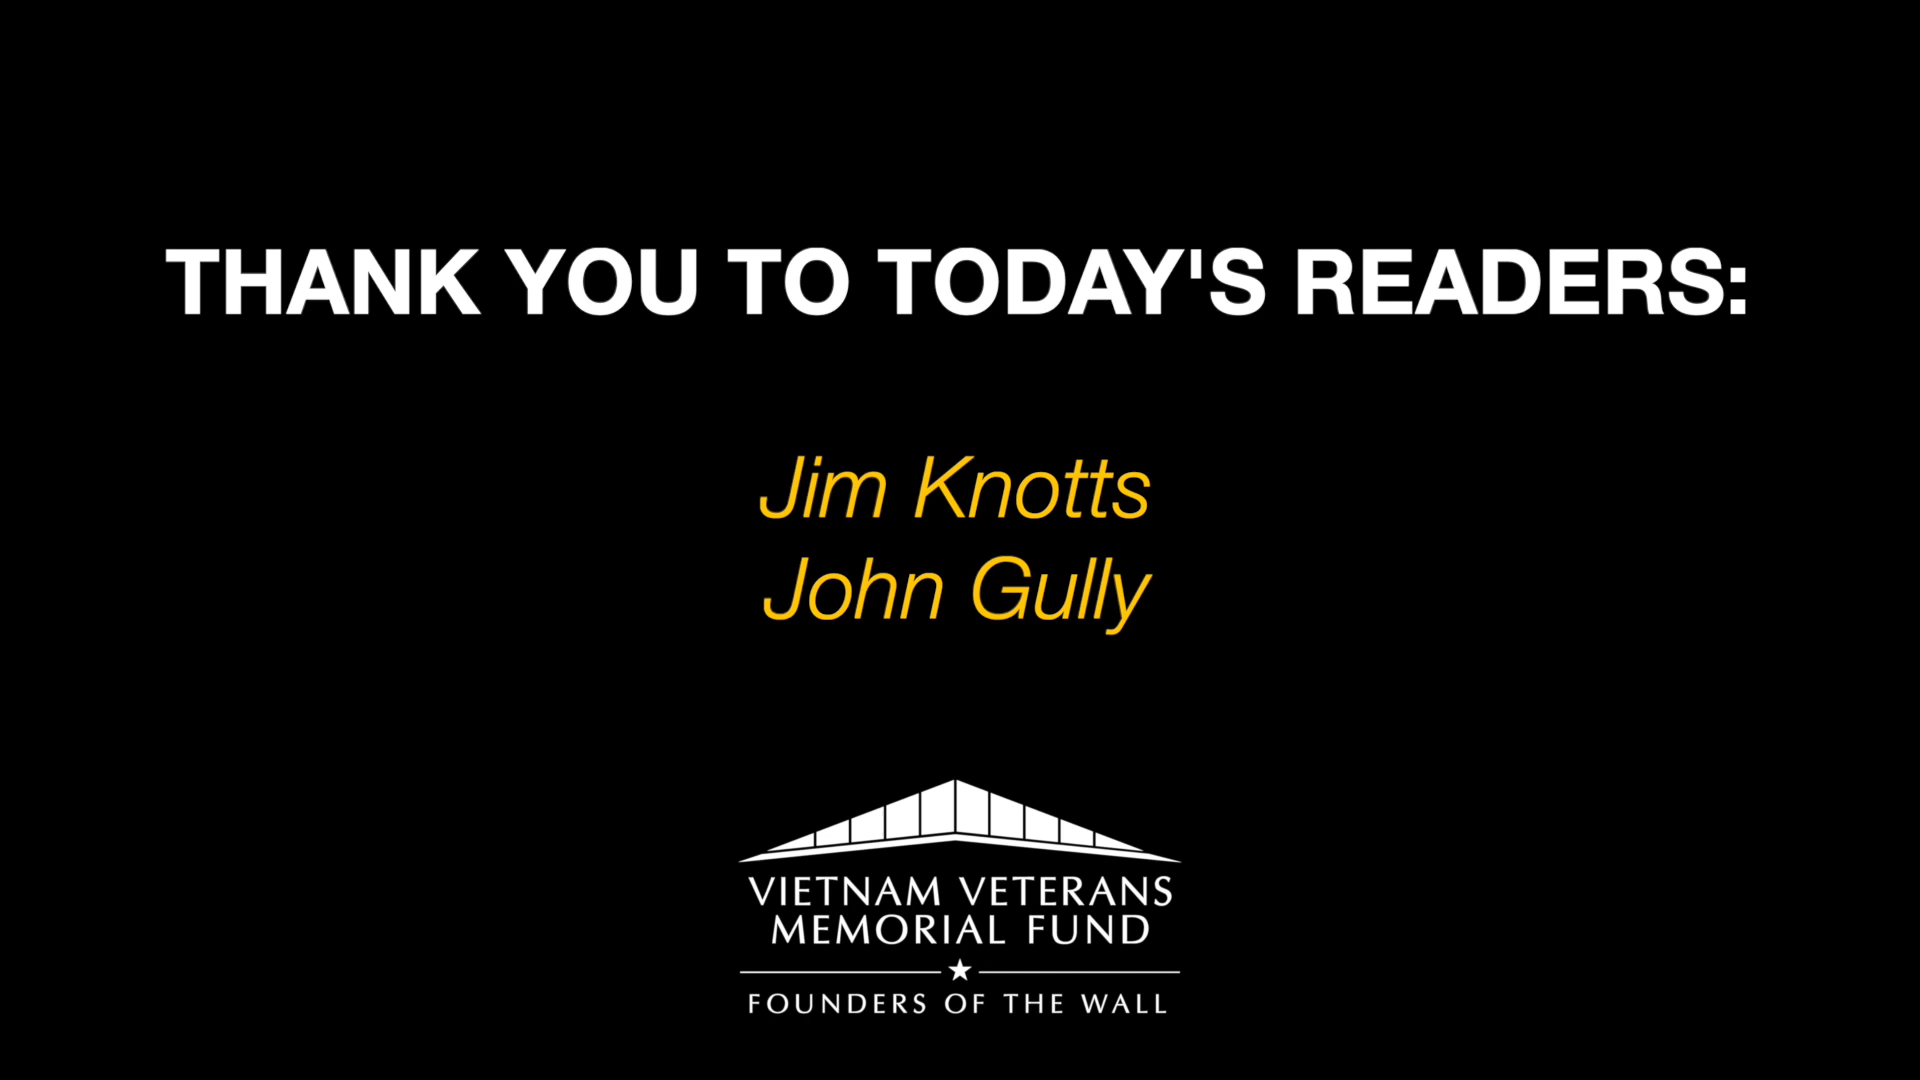 THANK YOU TO TODAY'S READERS:
Jim Knotts
John Gully
VIETNAM VETERANS
MEMORIAL FUND
FOUNDERS OF THE WALL